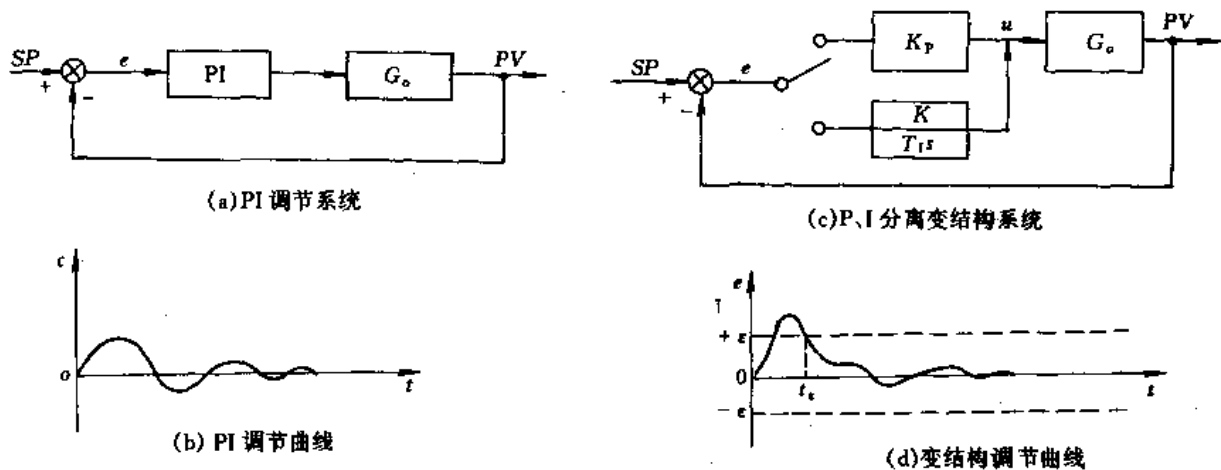 SP
+
−
e
PI
G₀
PV
(a)PI 调节系统
c
o
t
(b) PI 调节曲线
SP
+
−
e
K_P
K
T_I s
u
G₀
PV
(c)P、I 分离变结构系统
e
+ε
0
−ε
t_ε
t
(d)变结构调节曲线